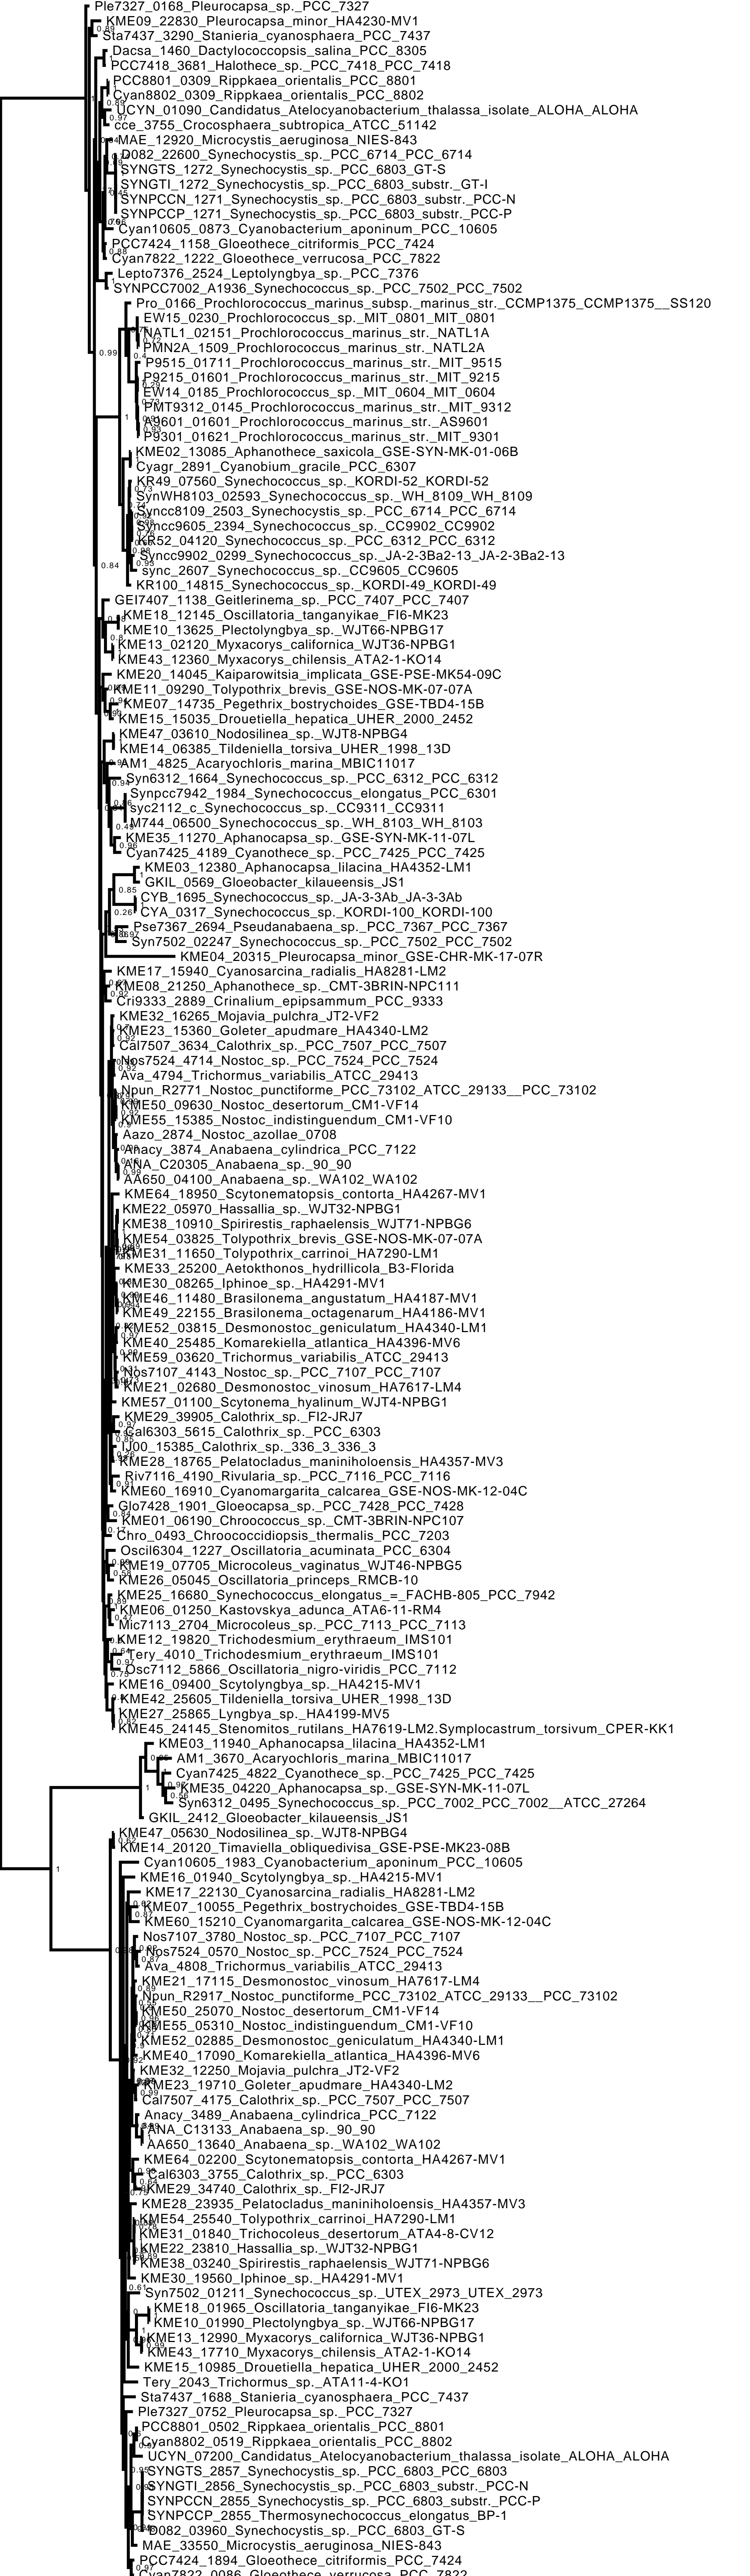 Ple7327_0168_Pleurocapsa_sp._PCC_7327
KME09_22830_Pleurocapsa_minor_HA4230-MV1
Sta7437_3290_Stanieria_cyanosphaera_PCC_7437
Dacsa_1460_Dactylococcopsis_salina_PCC_8305
PCC7418_3681_Halothece_sp._PCC_7418_PCC_7418
PCC8801_0309_Rippkaea_orientalis_PCC_8801
Cyan8802_0309_Rippkaea_orientalis_PCC_8802
UCYN_01090_Candidatus_Atelocyanobacterium_thalassa_isolate_ALOHA_ALOHA
cce_3755_Crocosphaera_subtropica_ATCC_51142
MAE_12920_Microcystis_aeruginosa_NIES-843
D082_22600_Synechocystis_sp._PCC_6714_PCC_6714
SYNGTS_1272_Synechocystis_sp._PCC_6803_GT-S
SYNGTI_1272_Synechocystis_sp._PCC_6803_substr._GT-I
SYNPCCN_1271_Synechocystis_sp._PCC_6803_substr._PCC-N
SYNPCCP_1271_Synechocystis_sp._PCC_6803_substr._PCC-P
Cyan10605_0873_Cyanobacterium_aponinum_PCC_10605
PCC7424_1158_Gloeothece_citriformis_PCC_7424
Cyan7822_1222_Gloeothece_verrucosa_PCC_7822
Lepto7376_2524_Leptolyngbya_sp._PCC_7376
SYNPCC7002_A1936_Synechococcus_sp._PCC_7502_PCC_7502
Pro_0166_Prochlorococcus_marinus_subsp._marinus_str._CCMP1375_CCMP1375__SS120
EW15_0230_Prochlorococcus_sp._MIT_0801_MIT_0801
NATL1_02151_Prochlorococcus_marinus_str._NATL1A
PMN2A_1509_Prochlorococcus_marinus_str._NATL2A
0.99
P9515_01711_Prochlorococcus_marinus_str._MIT_9515
P9215_01601_Prochlorococcus_marinus_str._MIT_9215
EW14_0185_Prochlorococcus_sp._MIT_0604_MIT_0604
PMT9312_0145_Prochlorococcus_marinus_str._MIT_9312
1
A9601_01601_Prochlorococcus_marinus_str._AS9601
P9301_01621_Prochlorococcus_marinus_str._MIT_9301
KME02_13085_Aphanothece_saxicola_GSE-SYN-MK-01-06B
Cyagr_2891_Cyanobium_gracile_PCC_6307
KR49_07560_Synechococcus_sp._KORDI-52_KORDI-52
SynWH8103_02593_Synechococcus_sp._WH_8109_WH_8109
Syncc8109_2503_Synechocystis_sp._PCC_6714_PCC_6714
Syncc9605_2394_Synechococcus_sp._CC9902_CC9902
KR52_04120_Synechococcus_sp._PCC_6312_PCC_6312
Syncc9902_0299_Synechococcus_sp._JA-2-3Ba2-13_JA-2-3Ba2-13
0.84
sync_2607_Synechococcus_sp._CC9605_CC9605
KR100_14815_Synechococcus_sp._KORDI-49_KORDI-49
GEI7407_1138_Geitlerinema_sp._PCC_7407_PCC_7407
KME18_12145_Oscillatoria_tanganyikae_FI6-MK23
KME10_13625_Plectolyngbya_sp._WJT66-NPBG17
KME13_02120_Myxacorys_californica_WJT36-NPBG1
KME43_12360_Myxacorys_chilensis_ATA2-1-KO14
KME20_14045_Kaiparowitsia_implicata_GSE-PSE-MK54-09C
KME11_09290_Tolypothrix_brevis_GSE-NOS-MK-07-07A
KME07_14735_Pegethrix_bostrychoides_GSE-TBD4-15B
KME15_15035_Drouetiella_hepatica_UHER_2000_2452
KME47_03610_Nodosilinea_sp._WJT8-NPBG4
KME14_06385_Tildeniella_torsiva_UHER_1998_13D
AM1_4825_Acaryochloris_marina_MBIC11017
Syn6312_1664_Synechococcus_sp._PCC_6312_PCC_6312
Synpcc7942_1984_Synechococcus_elongatus_PCC_6301
syc2112_c_Synechococcus_sp._CC9311_CC9311
M744_06500_Synechococcus_sp._WH_8103_WH_8103
KME35_11270_Aphanocapsa_sp._GSE-SYN-MK-11-07L
0.96
Cyan7425_4189_Cyanothece_sp._PCC_7425_PCC_7425
KME03_12380_Aphanocapsa_lilacina_HA4352-LM1
GKIL_0569_Gloeobacter_kilaueensis_JS1
0.85
CYB_1695_Synechococcus_sp._JA-3-3Ab_JA-3-3Ab
0.26
CYA_0317_Synechococcus_sp._KORDI-100_KORDI-100
Pse7367_2694_Pseudanabaena_sp._PCC_7367_PCC_7367
Syn7502_02247_Synechococcus_sp._PCC_7502_PCC_7502
KME04_20315_Pleurocapsa_minor_GSE-CHR-MK-17-07R
KME17_15940_Cyanosarcina_radialis_HA8281-LM2
KME08_21250_Aphanothece_sp._CMT-3BRIN-NPC111
Cri9333_2889_Crinalium_epipsammum_PCC_9333
KME32_16265_Mojavia_pulchra_JT2-VF2
KME23_15360_Goleter_apudmare_HA4340-LM2
Cal7507_3634_Calothrix_sp._PCC_7507_PCC_7507
Nos7524_4714_Nostoc_sp._PCC_7524_PCC_7524
Ava_4794_Trichormus_variabilis_ATCC_29413
Npun_R2771_Nostoc_punctiforme_PCC_73102_ATCC_29133__PCC_73102
KME50_09630_Nostoc_desertorum_CM1-VF14
KME55_15385_Nostoc_indistinguendum_CM1-VF10
Aazo_2874_Nostoc_azollae_0708
Anacy_3874_Anabaena_cylindrica_PCC_7122
ANA_C20305_Anabaena_sp._90_90
AA650_04100_Anabaena_sp._WA102_WA102
KME64_18950_Scytonematopsis_contorta_HA4267-MV1
KME22_05970_Hassallia_sp._WJT32-NPBG1
KME38_10910_Spirirestis_raphaelensis_WJT71-NPBG6
KME54_03825_Tolypothrix_brevis_GSE-NOS-MK-07-07A
KME31_11650_Tolypothrix_carrinoi_HA7290-LM1
KME33_25200_Aetokthonos_hydrillicola_B3-Florida
KME30_08265_Iphinoe_sp._HA4291-MV1
KME46_11480_Brasilonema_angustatum_HA4187-MV1
KME49_22155_Brasilonema_octagenarum_HA4186-MV1
KME52_03815_Desmonostoc_geniculatum_HA4340-LM1
KME40_25485_Komarekiella_atlantica_HA4396-MV6
KME59_03620_Trichormus_variabilis_ATCC_29413
Nos7107_4143_Nostoc_sp._PCC_7107_PCC_7107
KME21_02680_Desmonostoc_vinosum_HA7617-LM4
KME57_01100_Scytonema_hyalinum_WJT4-NPBG1
KME29_39905_Calothrix_sp._FI2-JRJ7
Cal6303_5615_Calothrix_sp._PCC_6303
IJ00_15385_Calothrix_sp._336_3_336_3
KME28_18765_Pelatocladus_maniniholoensis_HA4357-MV3
Riv7116_4190_Rivularia_sp._PCC_7116_PCC_7116
KME60_16910_Cyanomargarita_calcarea_GSE-NOS-MK-12-04C
Glo7428_1901_Gloeocapsa_sp._PCC_7428_PCC_7428
KME01_06190_Chroococcus_sp._CMT-3BRIN-NPC107
Chro_0493_Chroococcidiopsis_thermalis_PCC_7203
Oscil6304_1227_Oscillatoria_acuminata_PCC_6304
KME19_07705_Microcoleus_vaginatus_WJT46-NPBG5
KME26_05045_Oscillatoria_princeps_RMCB-10
KME25_16680_Synechococcus_elongatus_=_FACHB-805_PCC_7942
KME06_01250_Kastovskya_adunca_ATA6-11-RM4
Mic7113_2704_Microcoleus_sp._PCC_7113_PCC_7113
KME12_19820_Trichodesmium_erythraeum_IMS101
Tery_4010_Trichodesmium_erythraeum_IMS101
Osc7112_5866_Oscillatoria_nigro-viridis_PCC_7112
KME16_09400_Scytolyngbya_sp._HA4215-MV1
KME42_25605_Tildeniella_torsiva_UHER_1998_13D
KME27_25865_Lyngbya_sp._HA4199-MV5
KME45_24145_Stenomitos_rutilans_HA7619-LM2.Symplocastrum_torsivum_CPER-KK1
KME03_11940_Aphanocapsa_lilacina_HA4352-LM1
AM1_3670_Acaryochloris_marina_MBIC11017
Cyan7425_4822_Cyanothece_sp._PCC_7425_PCC_7425
1
KME35_04220_Aphanocapsa_sp._GSE-SYN-MK-11-07L
Syn6312_0495_Synechococcus_sp._PCC_7002_PCC_7002__ATCC_27264
GKIL_2412_Gloeobacter_kilaueensis_JS1
KME47_05630_Nodosilinea_sp._WJT8-NPBG4
0.62
KME14_20120_Timaviella_obliquedivisa_GSE-PSE-MK23-08B
Cyan10605_1983_Cyanobacterium_aponinum_PCC_10605
1
KME16_01940_Scytolyngbya_sp._HA4215-MV1
KME17_22130_Cyanosarcina_radialis_HA8281-LM2
KME07_10055_Pegethrix_bostrychoides_GSE-TBD4-15B
KME60_15210_Cyanomargarita_calcarea_GSE-NOS-MK-12-04C
Nos7107_3780_Nostoc_sp._PCC_7107_PCC_7107
Nos7524_0570_Nostoc_sp._PCC_7524_PCC_7524
Ava_4808_Trichormus_variabilis_ATCC_29413
KME21_17115_Desmonostoc_vinosum_HA7617-LM4
Npun_R2917_Nostoc_punctiforme_PCC_73102_ATCC_29133__PCC_73102
KME50_25070_Nostoc_desertorum_CM1-VF14
KME55_05310_Nostoc_indistinguendum_CM1-VF10
KME52_02885_Desmonostoc_geniculatum_HA4340-LM1
KME40_17090_Komarekiella_atlantica_HA4396-MV6
KME32_12250_Mojavia_pulchra_JT2-VF2
KME23_19710_Goleter_apudmare_HA4340-LM2
Cal7507_4175_Calothrix_sp._PCC_7507_PCC_7507
Anacy_3489_Anabaena_cylindrica_PCC_7122
ANA_C13133_Anabaena_sp._90_90
AA650_13640_Anabaena_sp._WA102_WA102
KME64_02200_Scytonematopsis_contorta_HA4267-MV1
Cal6303_3755_Calothrix_sp._PCC_6303
KME29_34740_Calothrix_sp._FI2-JRJ7
KME28_23935_Pelatocladus_maniniholoensis_HA4357-MV3
KME54_25540_Tolypothrix_carrinoi_HA7290-LM1
KME31_01840_Trichocoleus_desertorum_ATA4-8-CV12
KME22_23810_Hassallia_sp._WJT32-NPBG1
KME38_03240_Spirirestis_raphaelensis_WJT71-NPBG6
KME30_19560_Iphinoe_sp._HA4291-MV1
0.61
Syn7502_01211_Synechococcus_sp._UTEX_2973_UTEX_2973
KME18_01965_Oscillatoria_tanganyikae_FI6-MK23
KME10_01990_Plectolyngbya_sp._WJT66-NPBG17
KME13_12990_Myxacorys_californica_WJT36-NPBG1
KME43_17710_Myxacorys_chilensis_ATA2-1-KO14
KME15_10985_Drouetiella_hepatica_UHER_2000_2452
Tery_2043_Trichormus_sp._ATA11-4-KO1
Sta7437_1688_Stanieria_cyanosphaera_PCC_7437
Ple7327_0752_Pleurocapsa_sp._PCC_7327
PCC8801_0502_Rippkaea_orientalis_PCC_8801
Cyan8802_0519_Rippkaea_orientalis_PCC_8802
UCYN_07200_Candidatus_Atelocyanobacterium_thalassa_isolate_ALOHA_ALOHA
SYNGTS_2857_Synechocystis_sp._PCC_6803_PCC_6803
SYNGTI_2856_Synechocystis_sp._PCC_6803_substr._PCC-N
SYNPCCN_2855_Synechocystis_sp._PCC_6803_substr._PCC-P
SYNPCCP_2855_Thermosynechococcus_elongatus_BP-1
D082_03960_Synechocystis_sp._PCC_6803_GT-S
MAE_33550_Microcystis_aeruginosa_NIES-843
PCC7424_1894_Gloeothece_citriformis_PCC_7424
Cyan7822_0086_Gloeothece_verrucosa_PCC_7822